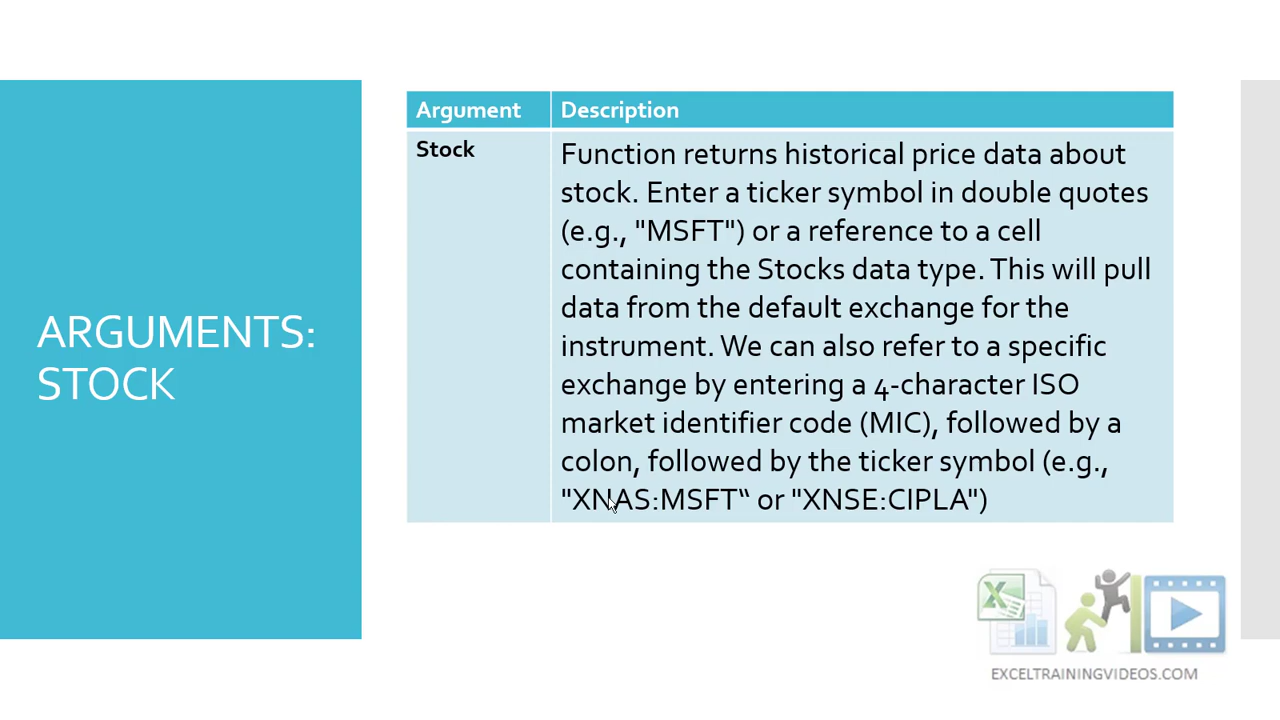 ARGUMENTS:
STOCK
Argument Description
Stock Function returns historical price data about
stock. Enter a ticker symbol in double quotes
(e.g., "MSFT") or a reference to a cell
containing the Stocks data type. This will pull
data from the default exchange for the
instrument. We can also refer to a specific
exchange by entering a 4-character ISO
market identifier code (MIC), followed by a
colon, followed by the ticker symbol (e.g.,
"XNAS:MSFT“ or "XNSE:CIPLA")
EXCELTRAININGVIDEOS.COM